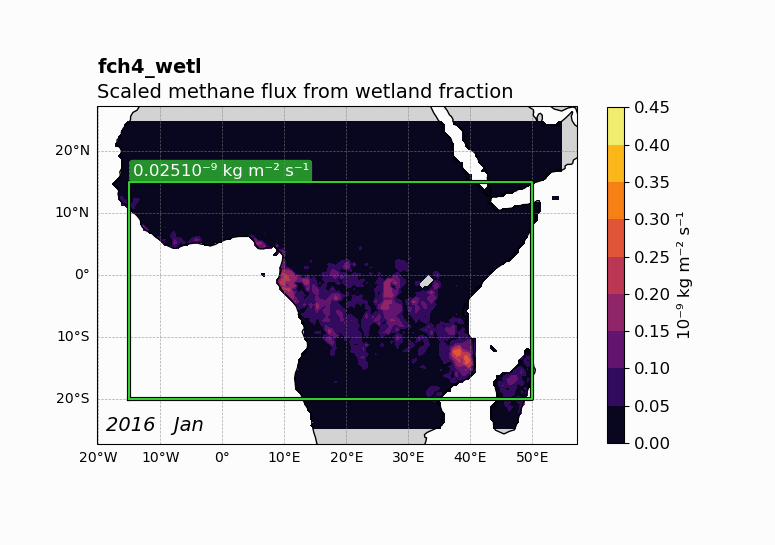 fch4_wetl
Scaled methane flux from wetland fraction
0.02510⁻⁹ kg m⁻² s⁻¹
20°N
10°N
0°
10°S
20°S
2016 Jan
20°W 10°W 0° 10°E 20°E 30°E 40°E 50°E
0.45
0.40
0.35
0.30
0.25
0.20
0.15
0.10
0.05
0.00
10⁻⁹ kg m⁻² s⁻¹